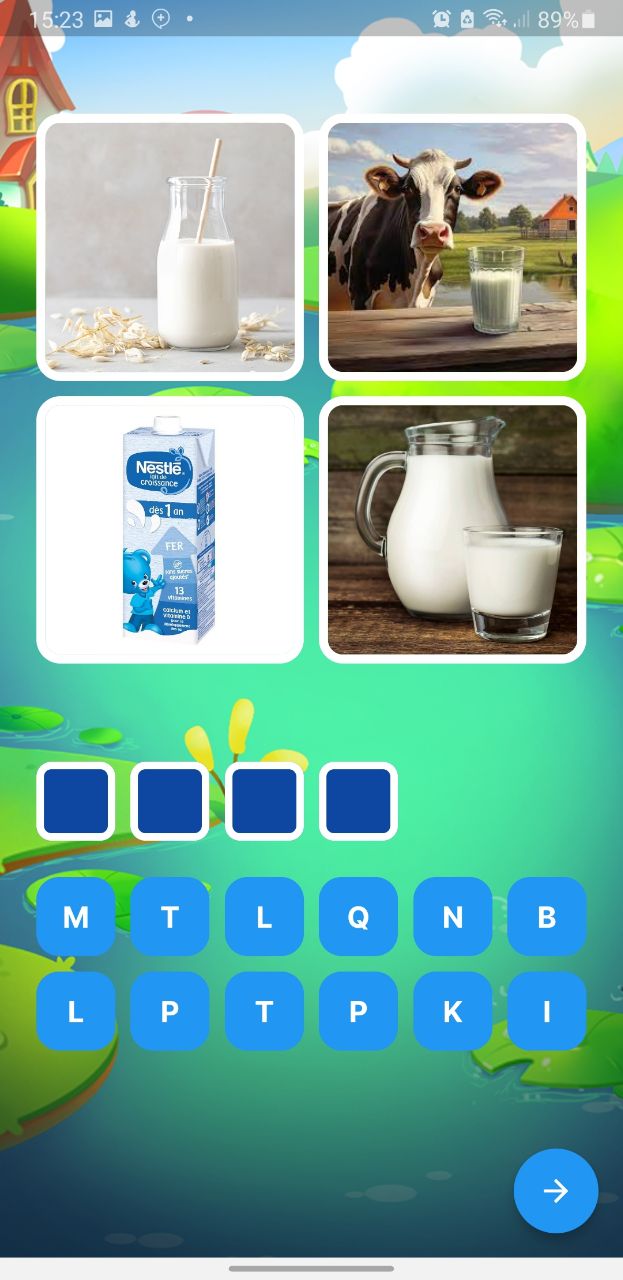 15:23
89%
Nestlé
lait de
croissance
dès 1 an
FER
sans sucres
ajoutés
13
vitamines
calcium et
vitamine D
M T L Q N B
L P T P K I